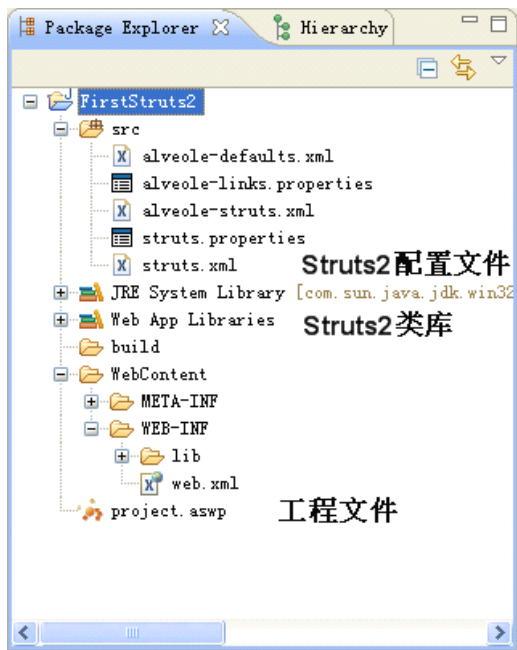 Package Explorer Hierarchy
FirstStruts2
src
alveole-defaults.xml
alveole-links.properties
alveole-struts.xml
struts.properties
struts.xml Struts2配置文件
JRE System Library [com.sun.java.jdk.win32
Web App Libraries Struts2类库
build
WebContent
META-INF
WEB-INF
lib
web.xml
project.aswp 工程文件